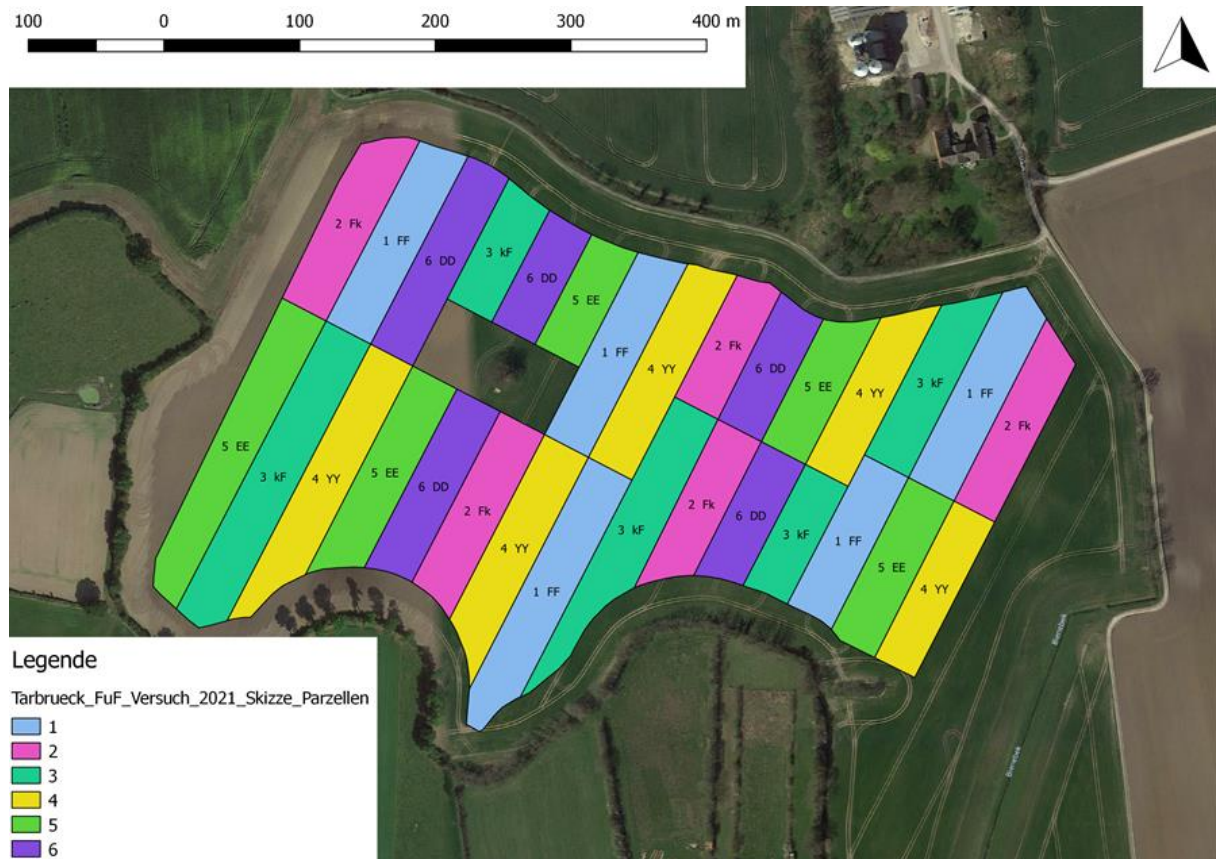 100 0 100 200 300 400 m
2 Fk
1 FF
6 DD
3 kF
6 DD
5 EE
1 FF
4 YY
2 Fk
6 DD
5 EE
4 YY
3 kF
1 FF
2 Fk
5 EE
3 kF
4 YY
5 EE
6 DD
2 Fk
4 YY
1 FF
3 kF
2 Fk
6 DD
3 kF
1 FF
5 EE
4 YY
Bienebek
Bienebek
Legende
Tarbrueck_FuF_Versuch_2021_Skizze_Parzellen
1
2
3
4
5
6